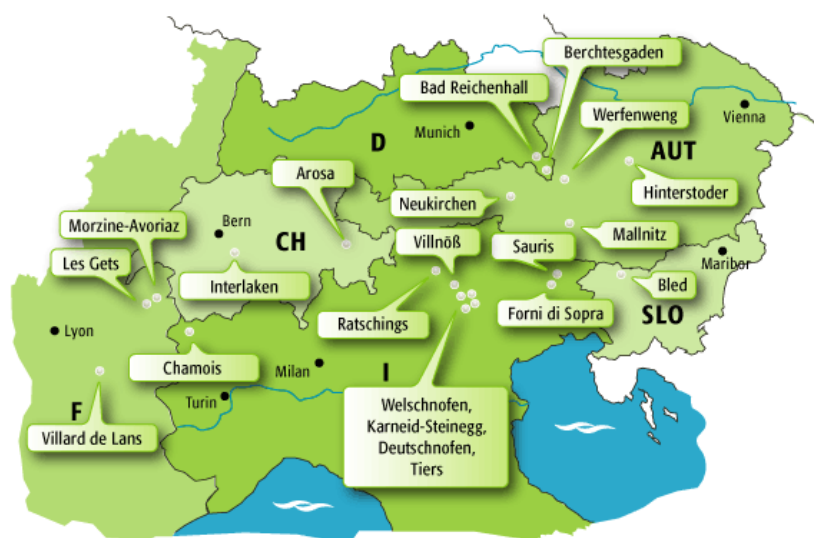 Berchtesgaden
Bad Reichenhall
Werfenweng
Vienna
Munich
D
AUT
Arosa
Hinterstoder
Neukirchen
Morzine-Avoriaz
Bern
CH
Villnöß
Sauris
Mallnitz
Maribor
Les Gets
Interlaken
Bled
Ratschings
Forni di Sopra
SLO
Lyon
Chamois
Milan
I
Turin
F
Villard de Lans
Welschnofen,
Karneid-Steinegg,
Deutschnofen,
Tiers